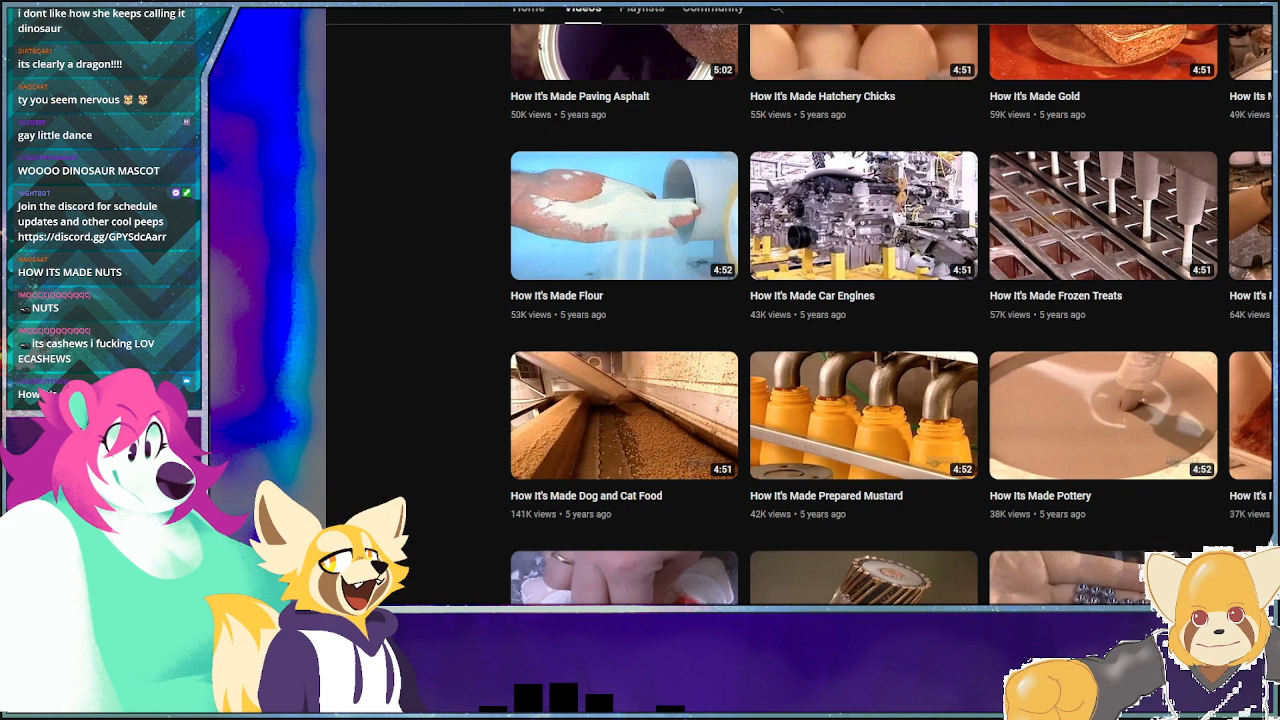 i dont like how she keeps calling it
dinosaur
its clearly a dragon!!!!
ty you seem nervous
gay little dance
WOOOO DINOSAUR MASCOT
NIGHTBOT
Join the discord for schedule
updates and other cool peeps
https://discord.gg/GPYSdcAarr
HOW ITS MADE NUTS
NUTS
its cashews i fucking LOV
ECASHEWS
Home Videos Playlists Community
5:02 4:51 4:51
How It's Made Paving Asphalt How It's Made Hatchery Chicks How It's Made Gold How Its
50K views • 5 years ago 55K views • 5 years ago 59K views • 5 years ago 49K views
4:52 4:51 4:51
How It's Made Flour How It's Made Car Engines How It's Made Frozen Treats How It's
53K views • 5 years ago 43K views • 5 years ago 57K views • 5 years ago 64K views
4:51 4:52 4:52
How It's Made Dog and Cat Food How It's Made Prepared Mustard How Its Made Pottery How It's
141K views • 5 years ago 42K views • 5 years ago 38K views • 5 years ago 37K views